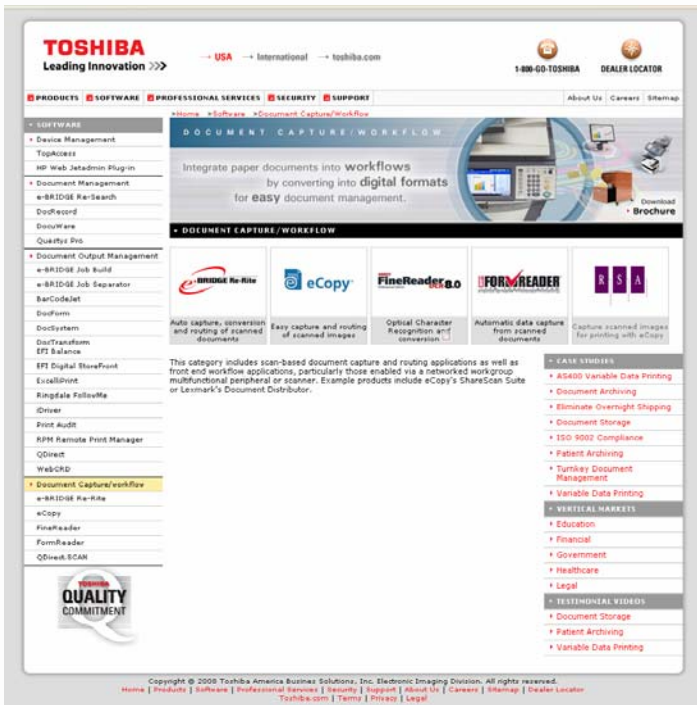 TOSHIBA
Leading Innovation >>>
→ USA → International → toshiba.com
1-800-GO-TOSHIBA
DEALER LOCATOR
PRODUCTS SOFTWARE PROFESSIONAL SERVICES SECURITY SUPPORT
About Us Careers Sitemap
Home Software Document Capture/Workflow
SOFTWARE
Device Management
TopAccess
HP Web Jetadmin Plug-in
Document Management
e-BRIDGE Re-Search
DocRecord
DocuWare
Questys Pro
Document Output Management
e-BRIDGE Job Build
e-BRIDGE Job Separator
BarCodeJet
DocForm
DocSystem
DocTransform
EFI Balance
EFI Digital StoreFront
ExcelliPrint
Ringdale FollowMe
iDriver
Print Audit
RPM Remote Print Manager
QDirect
WebCRD
Document Capture/workflow
e-BRIDGE Re-Rite
eCopy
FineReader
FormReader
QDirect.SCAN
TOSHIBA
QUALITY
COMMITMENT
DOCUMENT CAPTURE/WORKFLOW
Integrate paper documents into workflows
by converting into digital formats
for easy document management.
Download
Brochure
DOCUMENT CAPTURE/WORKFLOW
e-BRIDGE Re-Rite
Auto capture, conversion
and routing of scanned
documents
eCopy
Easy capture and routing
of scanned images
FineReader OCR 8.0
Optical Character
Recognition and
conversion
FORMREADER
Automatic data capture
from scanned
documents
RSA
Capture scanned images
for printing with eCopy
This category includes scan-based document capture and routing applications as well as
front end workflow applications, particularly those enabled via a networked workgroup
multifunctional peripheral or scanner. Example products include eCopy's ShareScan Suite
or Lexmark's Document Distributor.
CASE STUDIES
AS400 Variable Data Printing
Document Archiving
Eliminate Overnight Shipping
Document Storage
ISO 9002 Compliance
Patient Archiving
Turnkey Document
Management
Variable Data Printing
VERTICAL MARKETS
Education
Financial
Government
Healthcare
Legal
TESTIMONIAL VIDEOS
Document Storage
Patient Archiving
Variable Data Printing
Copyright © 2008 Toshiba America Busines Solutions, Inc. Electronic Imaging Division. All rights reserved.
Home | Products | Software | Professional Services | Security | Support | About Us | Careers | Sitemap | Dealer Locator
Toshiba.com | Terms | Privacy | Legal